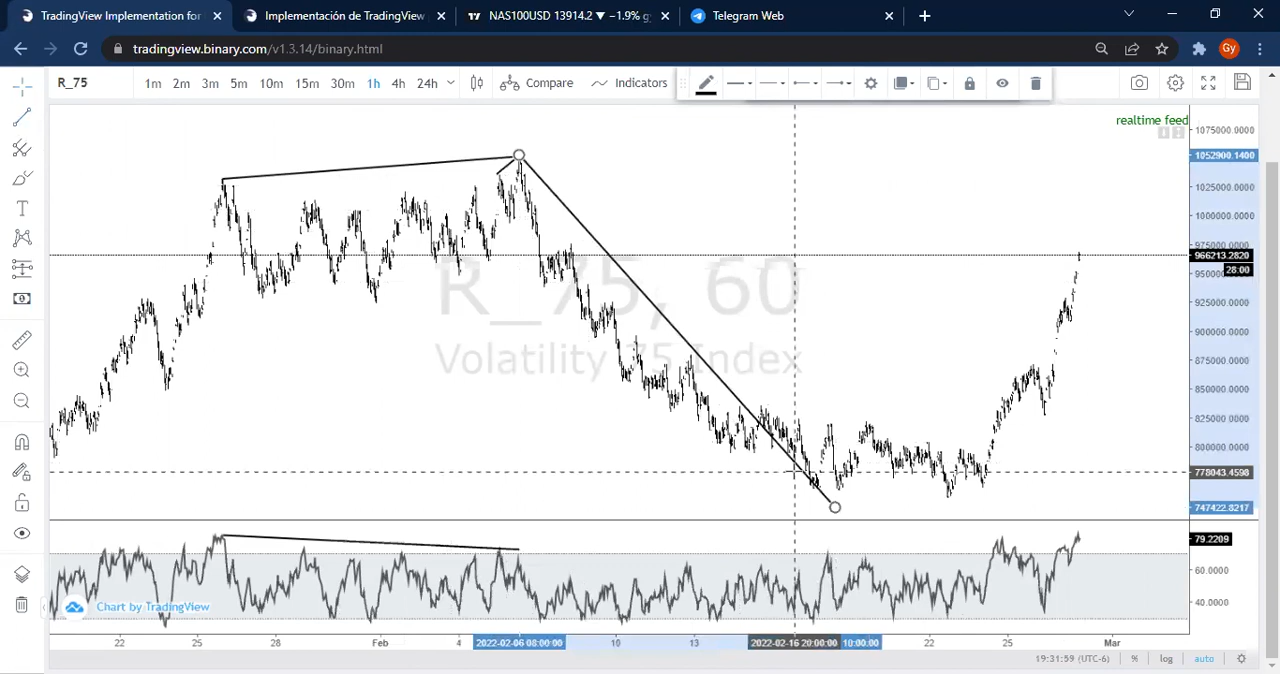 TradingView Implementation for
Implementación de TradingView
NAS100USD 13914.2 ▼ −1.9%
Telegram Web
tradingview.binary.com/v1.3.14/binary.html
Gy
R_75
1m 2m 3m 5m 10m 15m 30m 1h 4h 24h
Compare
Indicators
realtime feed
1075000.0000
1052900.1400
1025000.0000
1000000.0000
975000.0000
966213.2820
28:00
950000.0000
925000.0000
900000.0000
875000.0000
850000.0000
825000.0000
800000.0000
778043.4598
747422.8217
R_75, 60
Volatility 75 Index
79.2209
60.0000
40.0000
Chart by TradingView
22 25 28 Feb 4 2022-02-06 08:00:00 10 13 2022-02-16 20:00:00 10:00:00 22 25 Mar
19:31:59 (UTC-6) % log auto